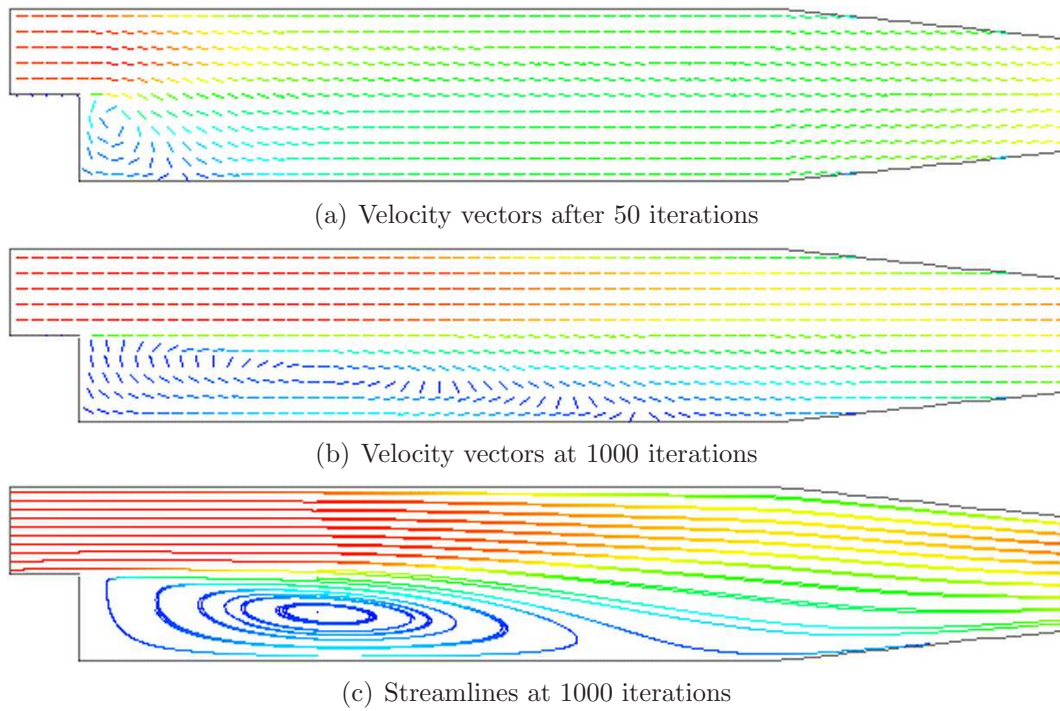 (a) Velocity vectors after 50 iterations
(b) Velocity vectors at 1000 iterations
(c) Streamlines at 1000 iterations